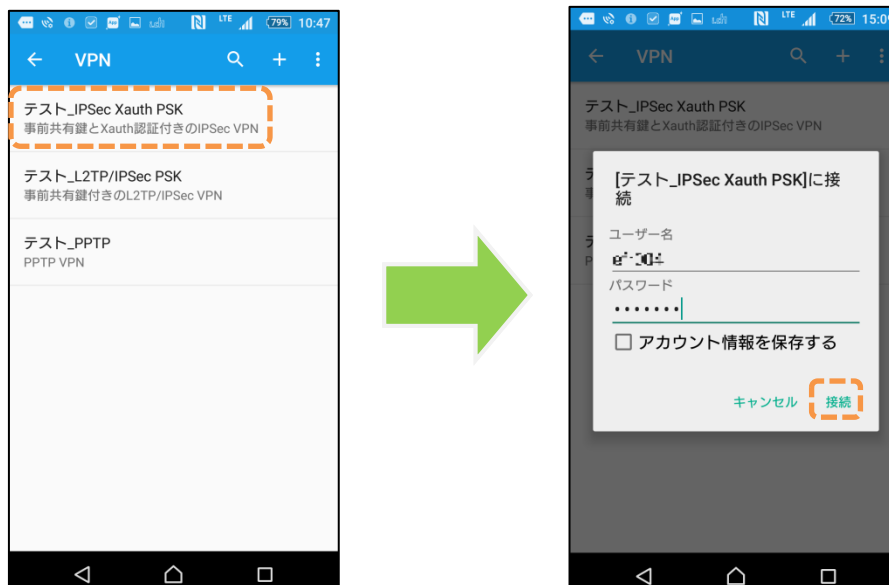 LTE 79% 10:47
VPN
テスト_IPSec Xauth PSK
事前共有鍵とXauth認証付きのIPSec VPN
テスト_L2TP/IPSec PSK
事前共有鍵付きのL2TP/IPSec VPN
テスト_PPTP
PPTP VPN
LTE 72% 15:09
VPN
テスト_IPSec Xauth PSK
事前共有鍵とXauth認証付きのIPSec VPN
[テスト_IPSec Xauth PSK]に接
続
ユーザー名
パスワード
•••••••
アカウント情報を保存する
キャンセル 接続